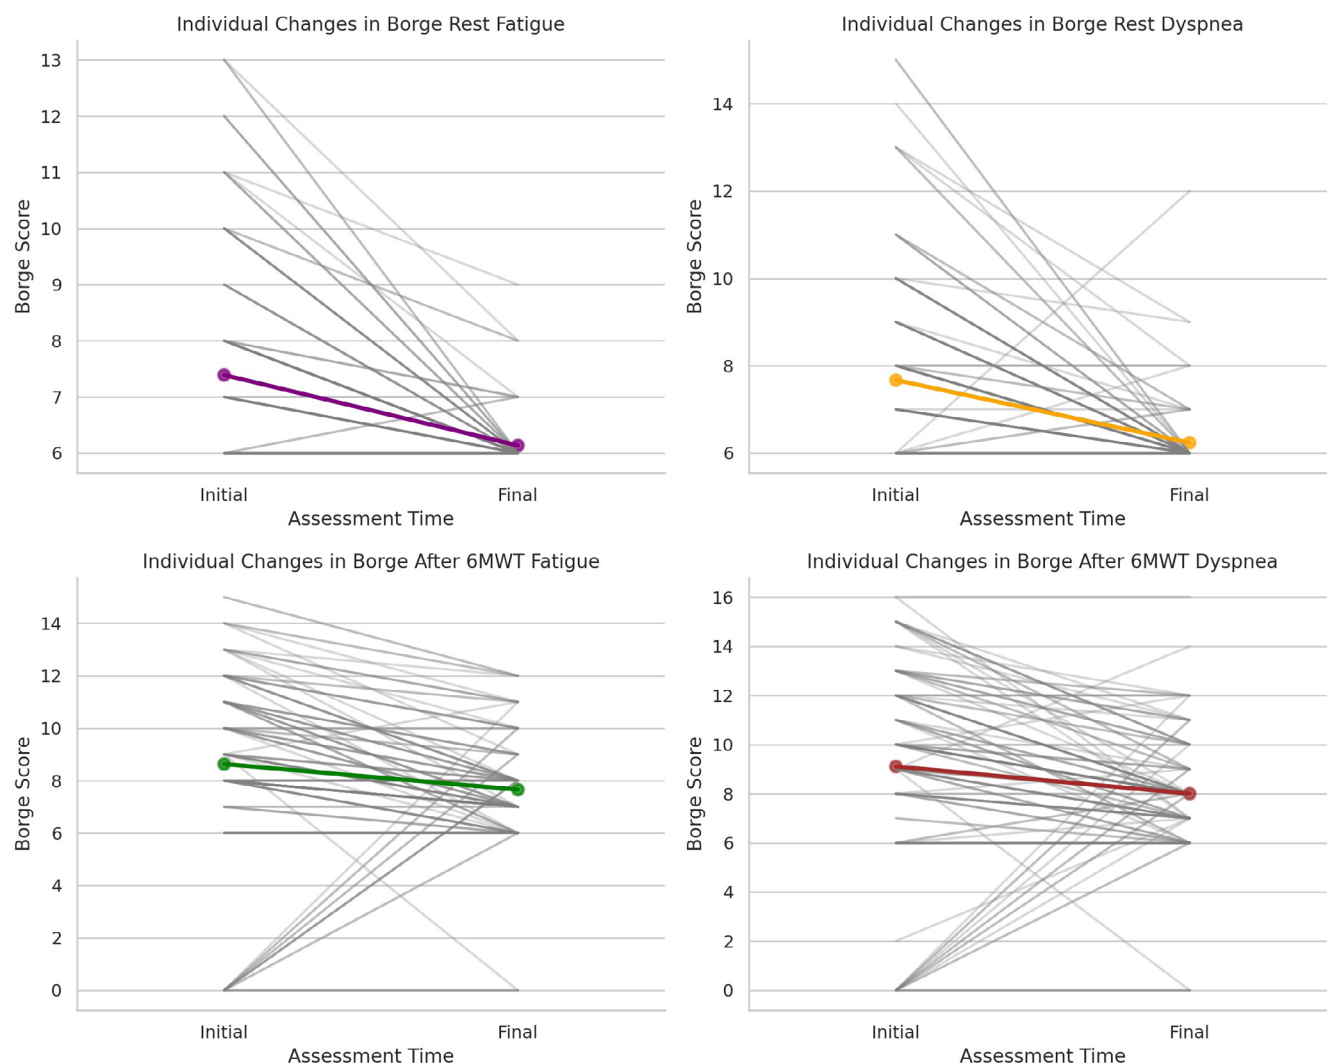 Individual Changes in Borge Rest Fatigue
13
12
11
10
9
8
7
6
Borge Score
Initial
Final
Assessment Time
Individual Changes in Borge Rest Dyspnea
14
12
10
8
6
Borge Score
Initial
Final
Assessment Time
Individual Changes in Borge After 6MWT Fatigue
14
12
10
8
6
4
2
0
Borge Score
Initial
Final
Assessment Time
Individual Changes in Borge After 6MWT Dyspnea
16
14
12
10
8
6
4
2
0
Borge Score
Initial
Final
Assessment Time